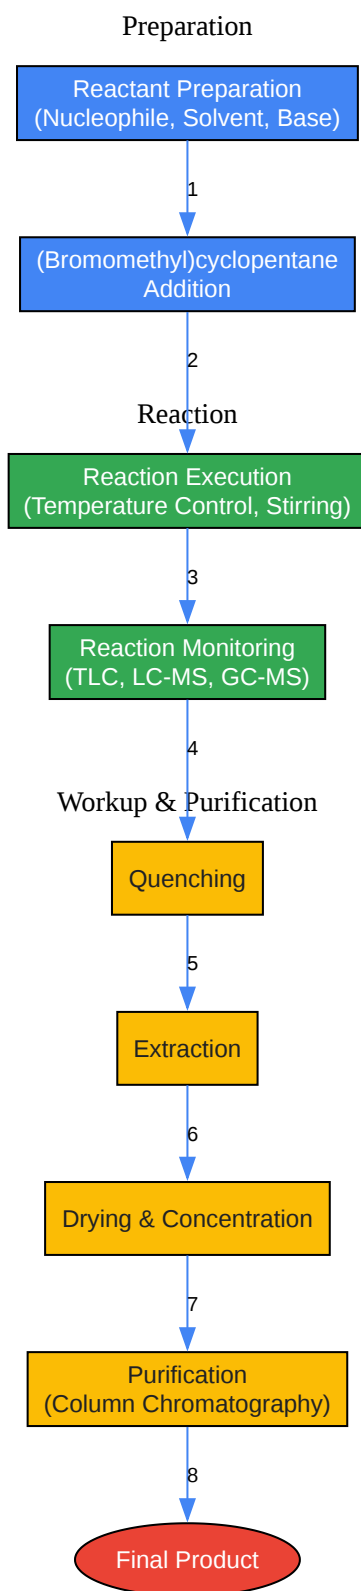 Preparation
Reactant Preparation
(Nucleophile, Solvent, Base)
1
(Bromomethyl)cyclopentane
Addition
2
Reaction
Reaction Execution
(Temperature Control, Stirring)
3
Reaction Monitoring
(TLC, LC-MS, GC-MS)
4
Workup & Purification
Quenching
5
Extraction
6
Drying & Concentration
7
Purification
(Column Chromatography)
8
Final Product